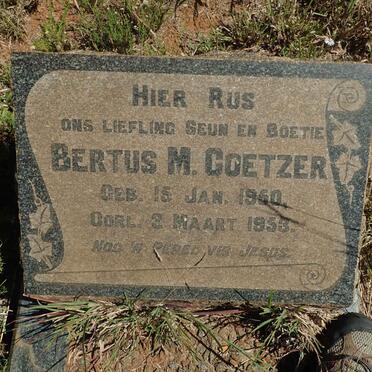 HIER RUS
ONS LIEFLING SEUN EN BOETIE
BERTUS M. COETZER
GEB. 15 JAN. 1950.
OORL. 2 MAART 1953.
NOG 'N PEREL VIR JESUS.